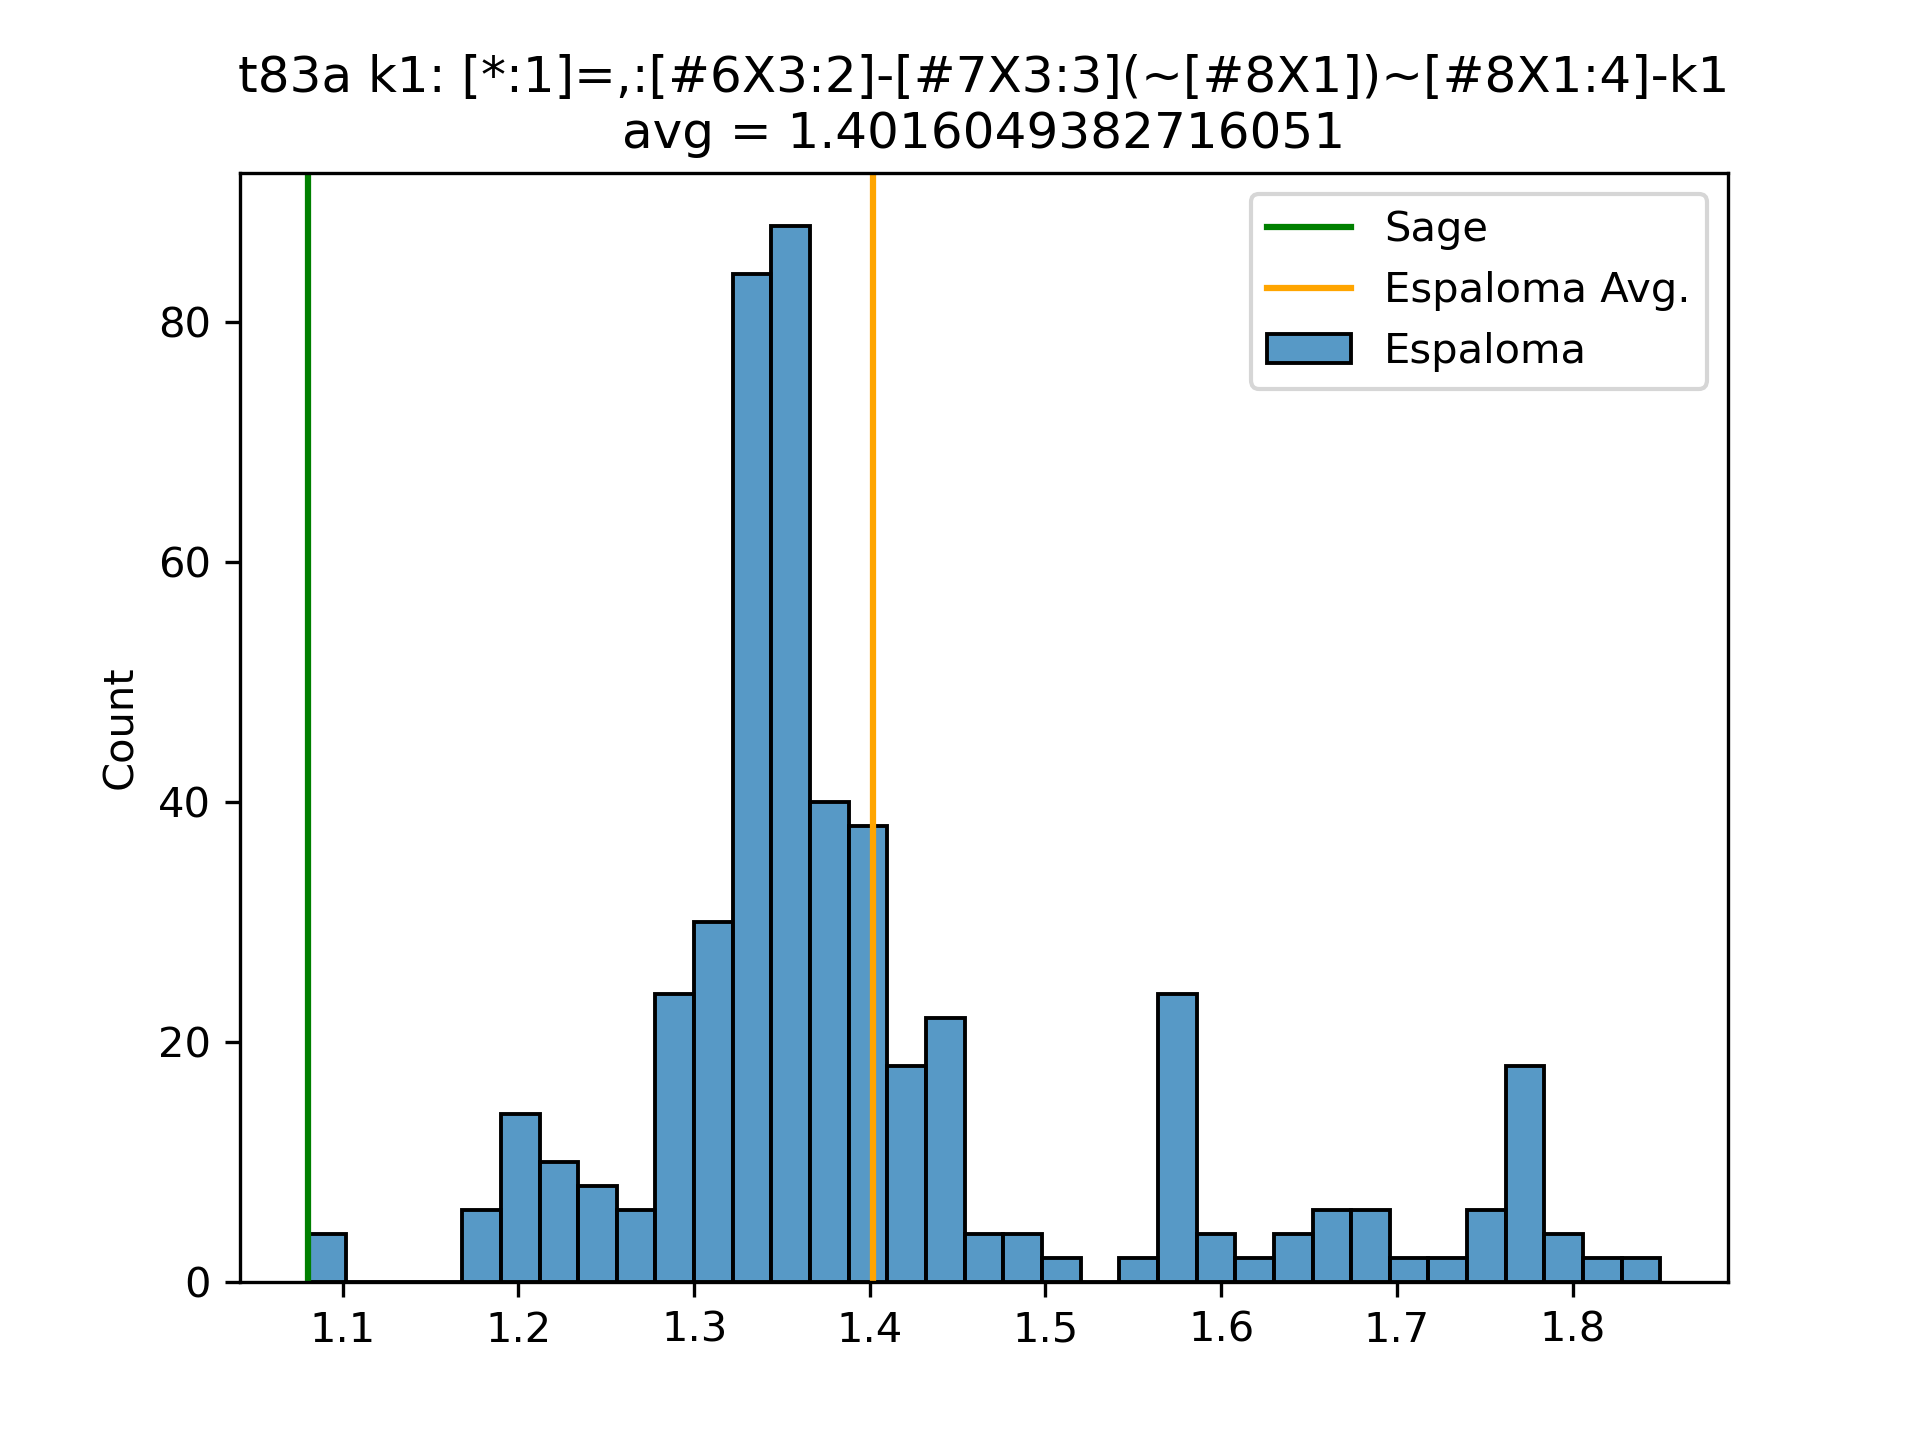 t83a k1: [*:1]=,:[#6X3:2]-[#7X3:3](~[#8X1])~[#8X1:4]-k1
avg = 1.4016049382716051
Sage
Espaloma Avg.
Espaloma
80
60
40
20
0
Count
1.1 1.2 1.3 1.4 1.5 1.6 1.7 1.8